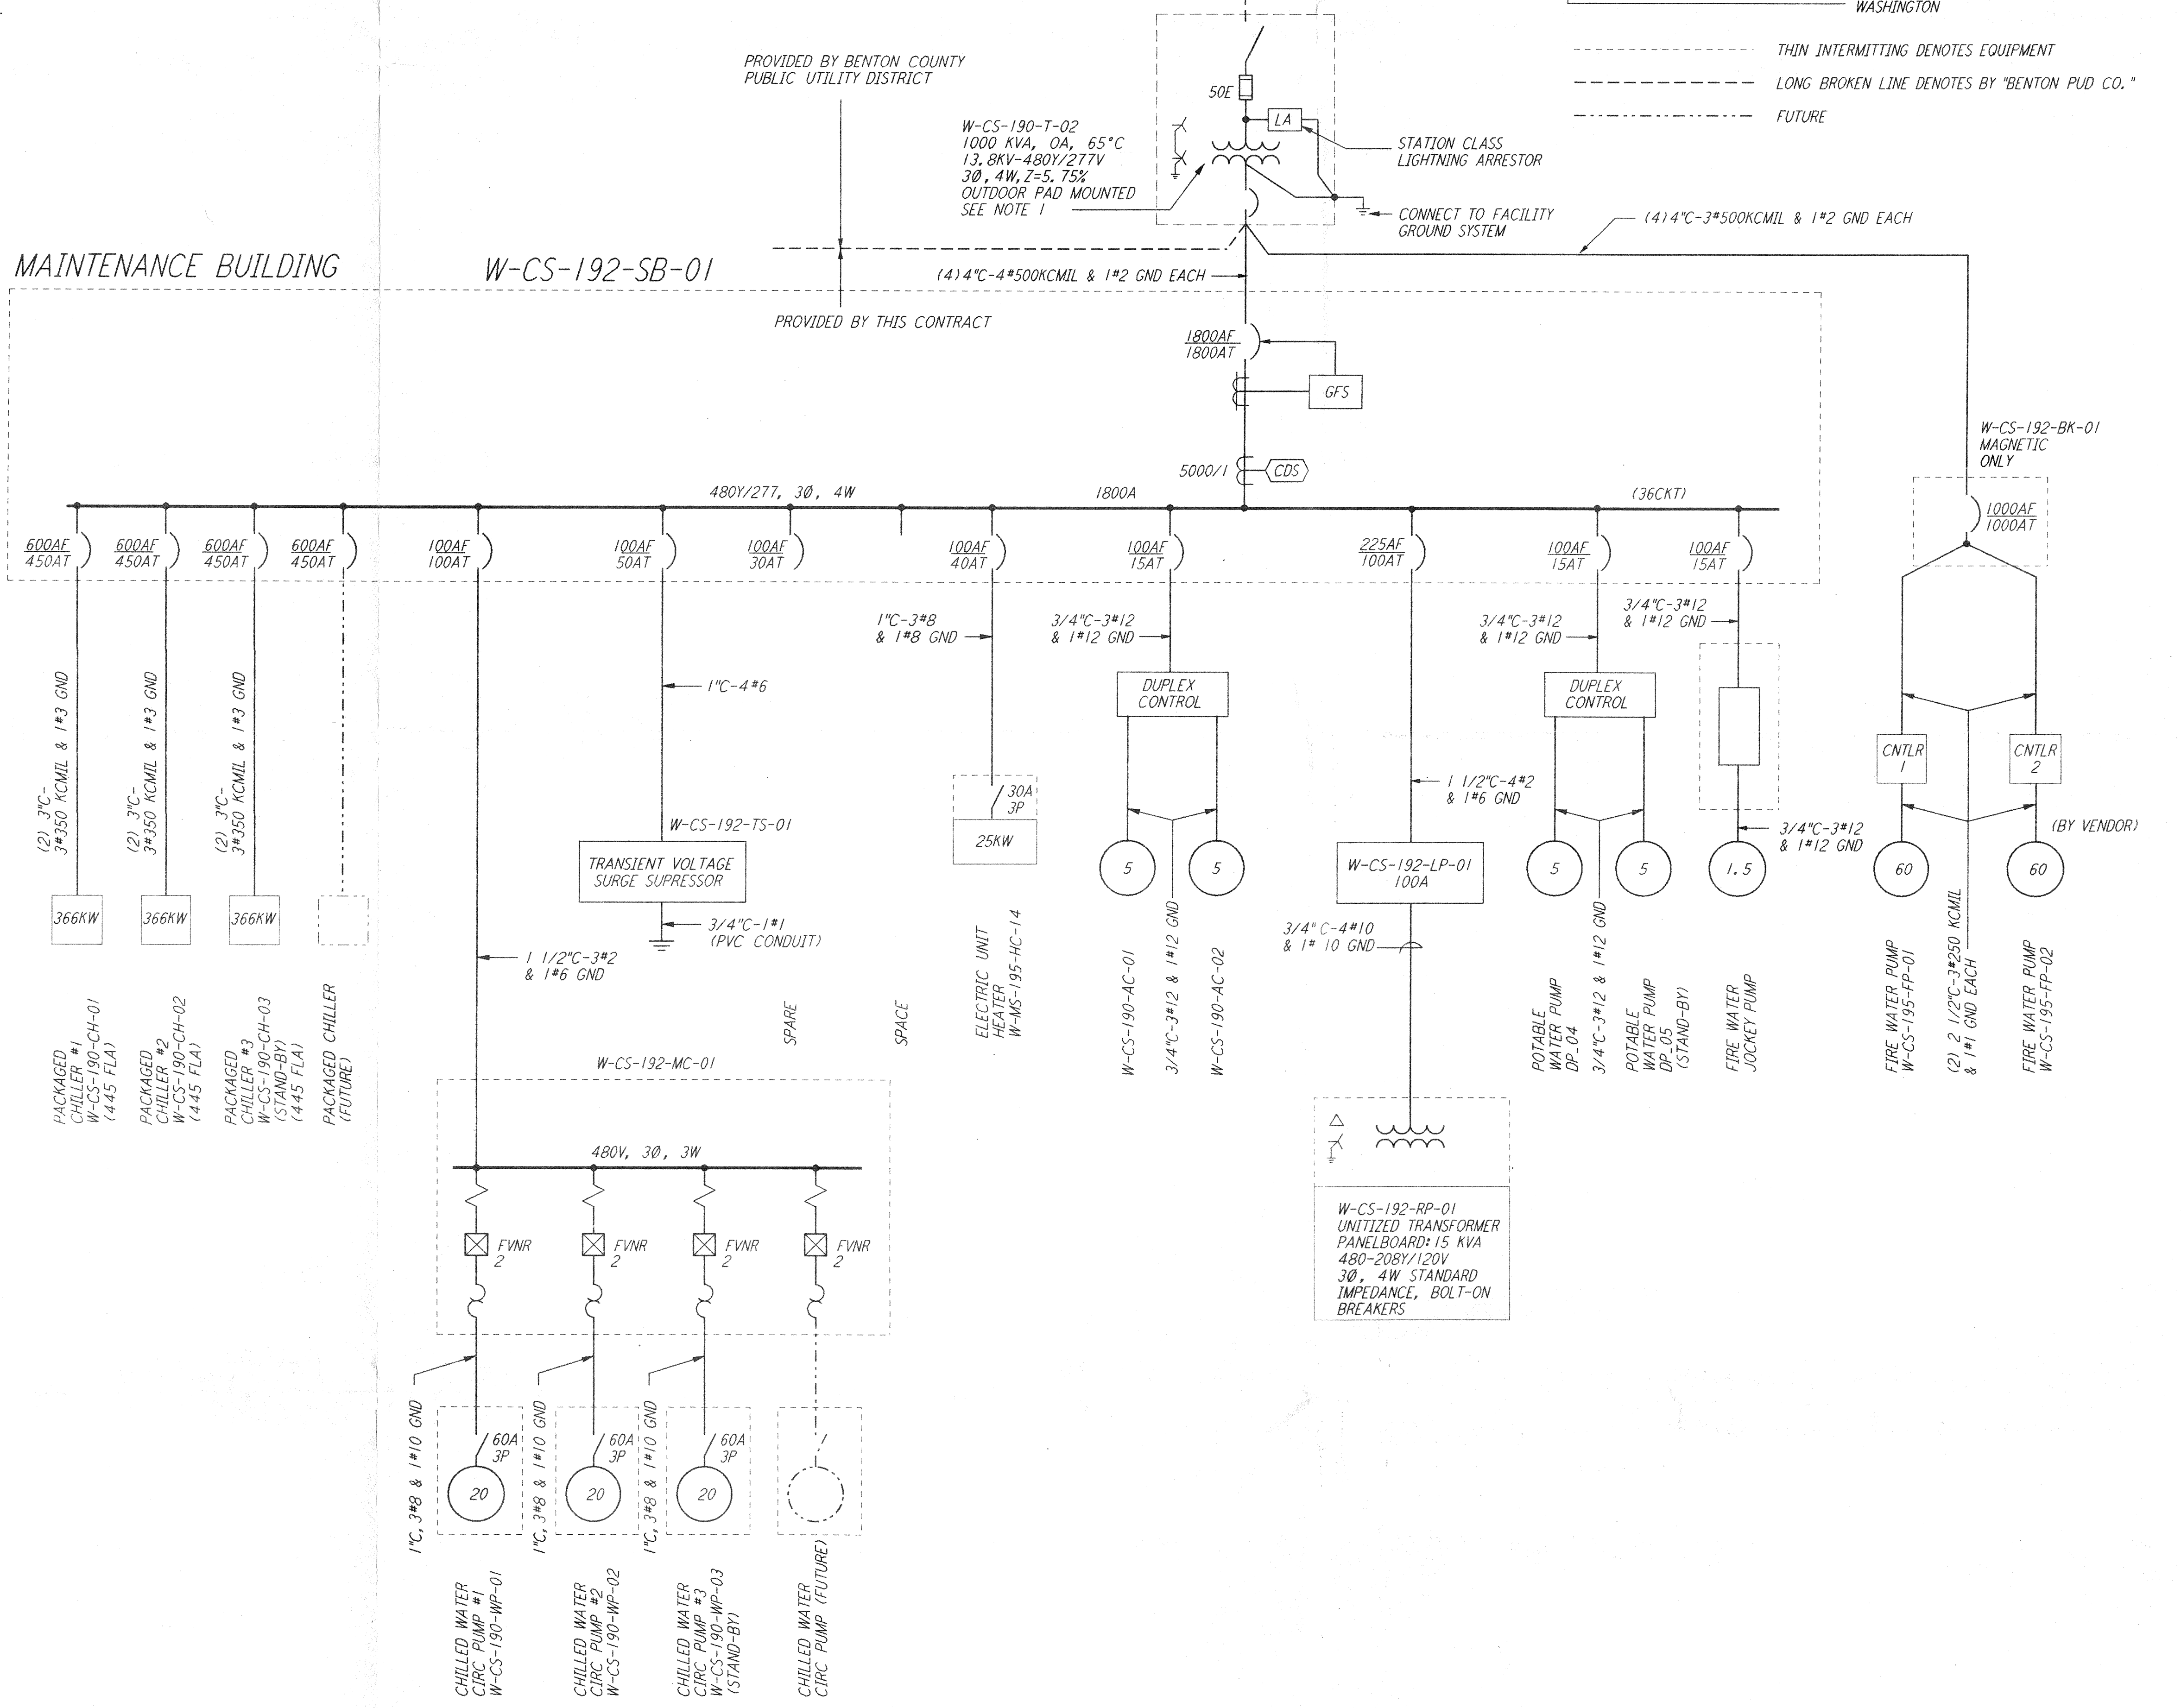 WASHINGTON
THIN INTERMITTING DENOTES EQUIPMENT
LONG BROKEN LINE DENOTES BY "BENTON PUD CO."
FUTURE
PROVIDED BY BENTON COUNTY
PUBLIC UTILITY DISTRICT
50E
LA
W-CS-190-T-02
1000 KVA, OA, 65°C
13.8KV-480Y/277V
3Ø, 4W, Z=5.75%
OUTDOOR PAD MOUNTED
SEE NOTE 1
STATION CLASS
LIGHTNING ARRESTOR
CONNECT TO FACILITY
GROUND SYSTEM
(4)4"C-3#500KCMIL & 1#2 GND EACH
MAINTENANCE BUILDING
W-CS-192-SB-01
(4)4"C-4#500KCMIL & 1#2 GND EACH
PROVIDED BY THIS CONTRACT
1800AF
1800AT
GFS
5000/1
CDS
W-CS-192-BK-01
MAGNETIC
ONLY
1000AF
1000AT
480Y/277, 3Ø, 4W
1800A
(36CKT)
600AF
450AT
600AF
450AT
600AF
450AT
600AF
450AT
100AF
100AT
100AF
50AT
100AF
30AT
100AF
40AT
100AF
15AT
225AF
100AT
100AF
15AT
100AF
15AT
(2) 3"C-
3#350 KCMIL & 1#3 GND
(2) 3"C-
3#350 KCMIL & 1#3 GND
(2) 3"C-
3#350 KCMIL & 1#3 GND
1"C-4#6
1"C-3#8
& 1#8 GND
3/4"C-3#12
& 1#12 GND
3/4"C-3#12
& 1#12 GND
3/4"C-3#12
& 1#12 GND
DUPLEX
CONTROL
DUPLEX
CONTROL
CNTLR
1
CNTLR
2
W-CS-192-TS-01
TRANSIENT VOLTAGE
SURGE SUPRESSOR
3/4"C-1#1
(PVC CONDUIT)
30A
3P
25KW
1 1/2"C-4#2
& 1#6 GND
W-CS-192-LP-01
100A
3/4"C-3#12
& 1#12 GND
(BY VENDOR)
366KW
366KW
366KW
5
5
5
5
1.5
60
60
3/4"C-4#10
& 1# 10 GND
1 1/2"C-3#2
& 1#6 GND
PACKAGED
CHILLER #1
W-CS-190-CH-01
(445 FLA)
PACKAGED
CHILLER #2
W-CS-190-CH-02
(445 FLA)
PACKAGED
CHILLER #3
W-CS-190-CH-03
(STAND-BY)
(445 FLA)
PACKAGED CHILLER
(FUTURE)
SPARE
SPACE
ELECTRIC UNIT
HEATER
W-MS-195-HC-14
W-CS-190-AC-01
3/4"C-3#12 & 1#12 GND
W-CS-190-AC-02
POTABLE
WATER PUMP
DP_04
3/4"C-3#12 & 1#12 GND
POTABLE
WATER PUMP
DP_05
(STAND-BY)
FIRE WATER
JOCKEY PUMP
FIRE WATER PUMP
W-CS-195-FP-01
(2) 2 1/2"C-3#250 KCMIL
& 1#1 GND EACH
FIRE WATER PUMP
W-CS-195-FP-02
W-CS-192-MC-01
480V, 3Ø, 3W
FVNR
2
FVNR
2
FVNR
2
FVNR
2
W-CS-192-RP-01
UNITIZED TRANSFORMER
PANELBOARD: 15 KVA
480-208Y/120V
3Ø, 4W STANDARD
IMPEDANCE, BOLT-ON
BREAKERS
1"C, 3#8 & 1#10 GND
1"C, 3#8 & 1#10 GND
1"C, 3#8 & 1#10 GND
60A
3P
60A
3P
60A
3P
20
20
20
CHILLED WATER
CIRC PUMP #1
W-CS-190-WP-01
CHILLED WATER
CIRC PUMP #2
W-CS-190-WP-02
CHILLED WATER
CIRC PUMP #3
W-CS-190-WP-03
(STAND-BY)
CHILLED WATER
CIRC PUMP (FUTURE)